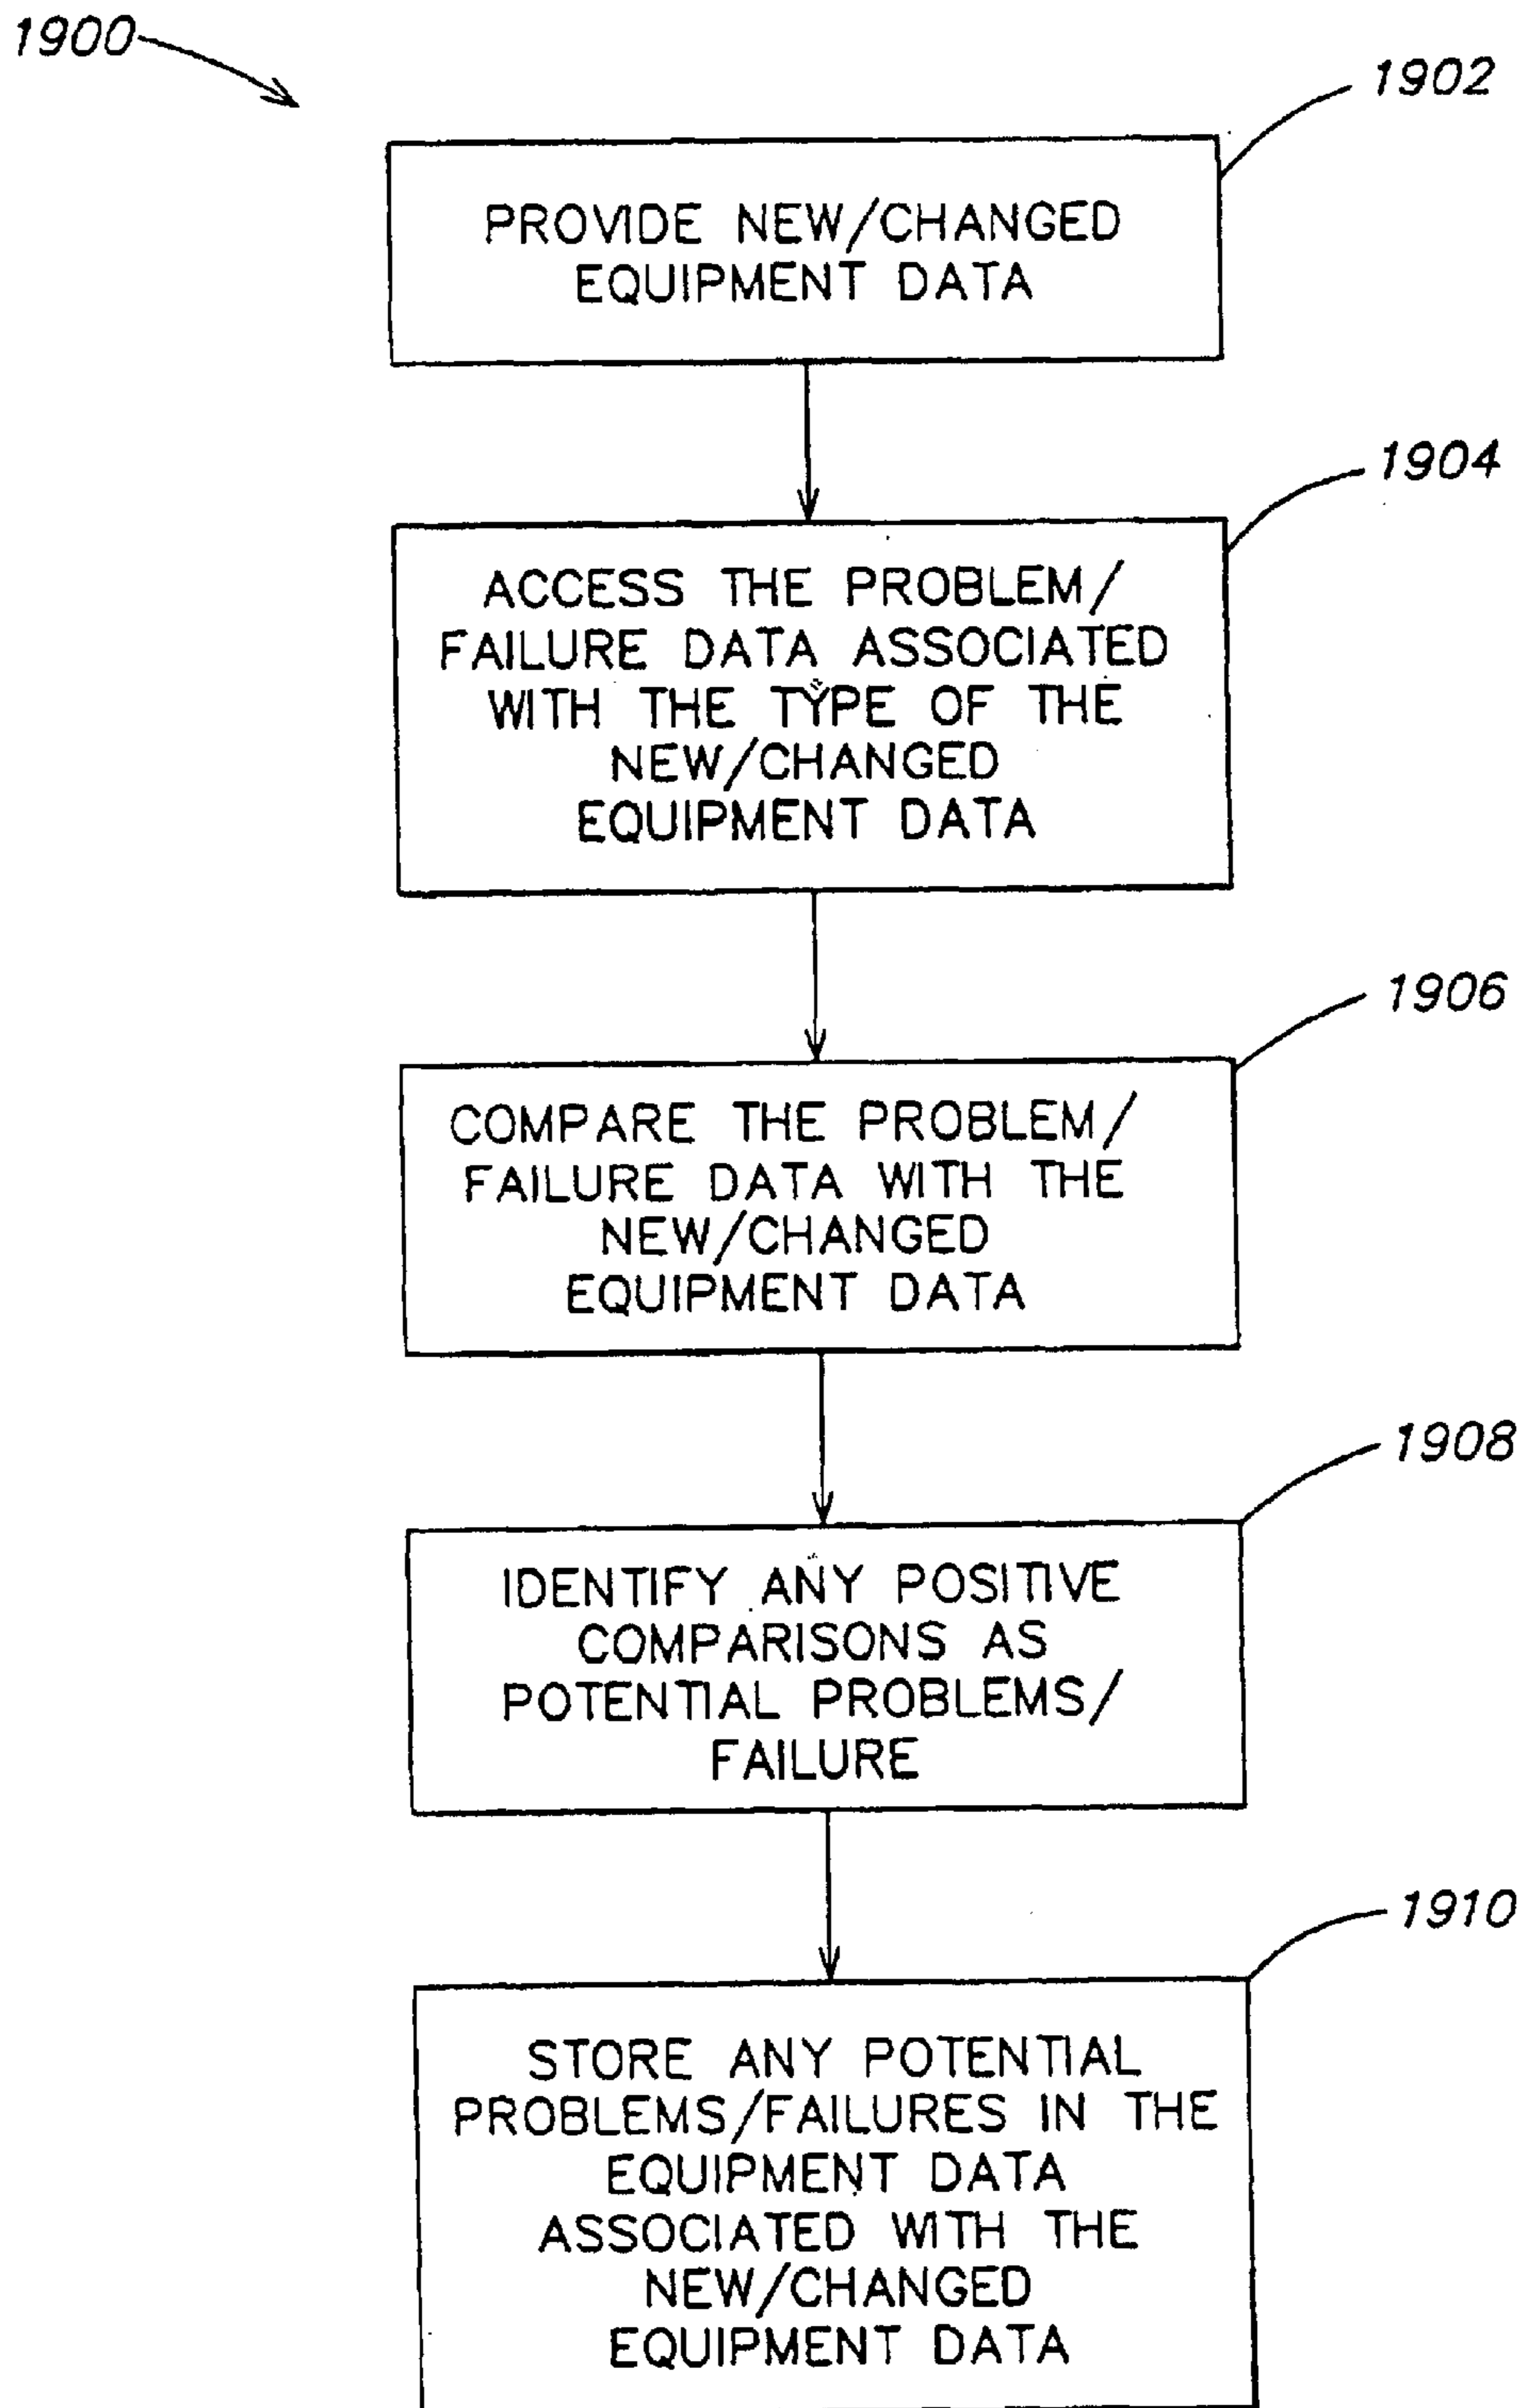 1900
1902
PROVIDE NEW/CHANGED
EQUIPMENT DATA
1904
ACCESS THE PROBLEM/
FAILURE DATA ASSOCIATED
WITH THE TYPE OF THE
NEW/CHANGED
EQUIPMENT DATA
1906
COMPARE THE PROBLEM/
FAILURE DATA WITH THE
NEW/CHANGED
EQUIPMENT DATA
1908
IDENTIFY ANY POSITIVE
COMPARISONS AS
POTENTIAL PROBLEMS/
FAILURE
1910
STORE ANY POTENTIAL
PROBLEMS/FAILURES IN THE
EQUIPMENT DATA
ASSOCIATED WITH THE
NEW/CHANGED
EQUIPMENT DATA